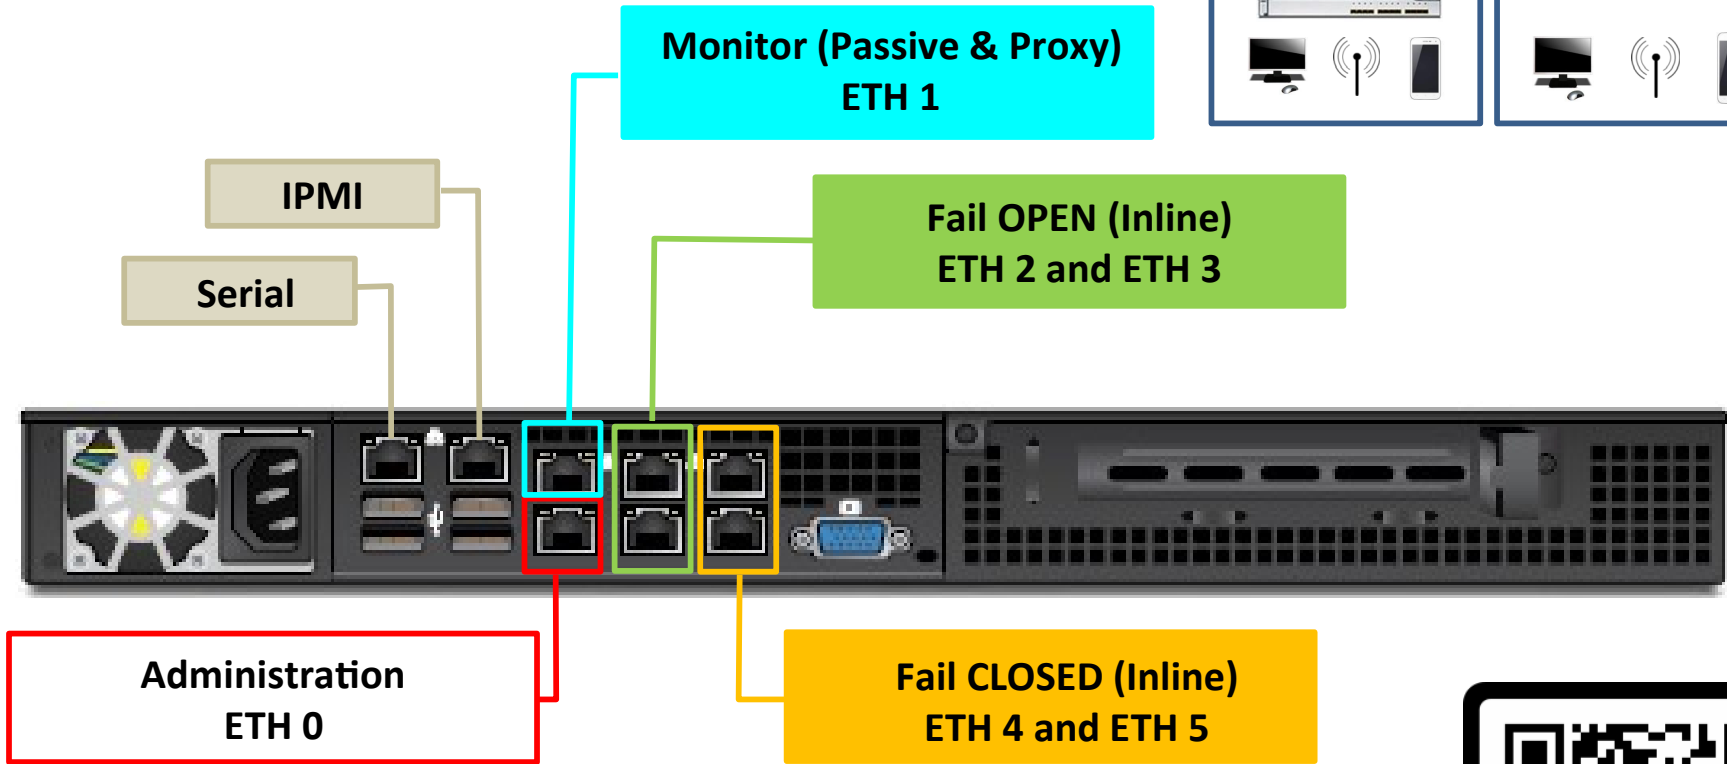 Monitor (Passive & Proxy)
ETH 1
IPMI
Fail OPEN (Inline)
ETH 2 and ETH 3
Serial
Administration
ETH 0
Fail CLOSED (Inline)
ETH 4 and ETH 5